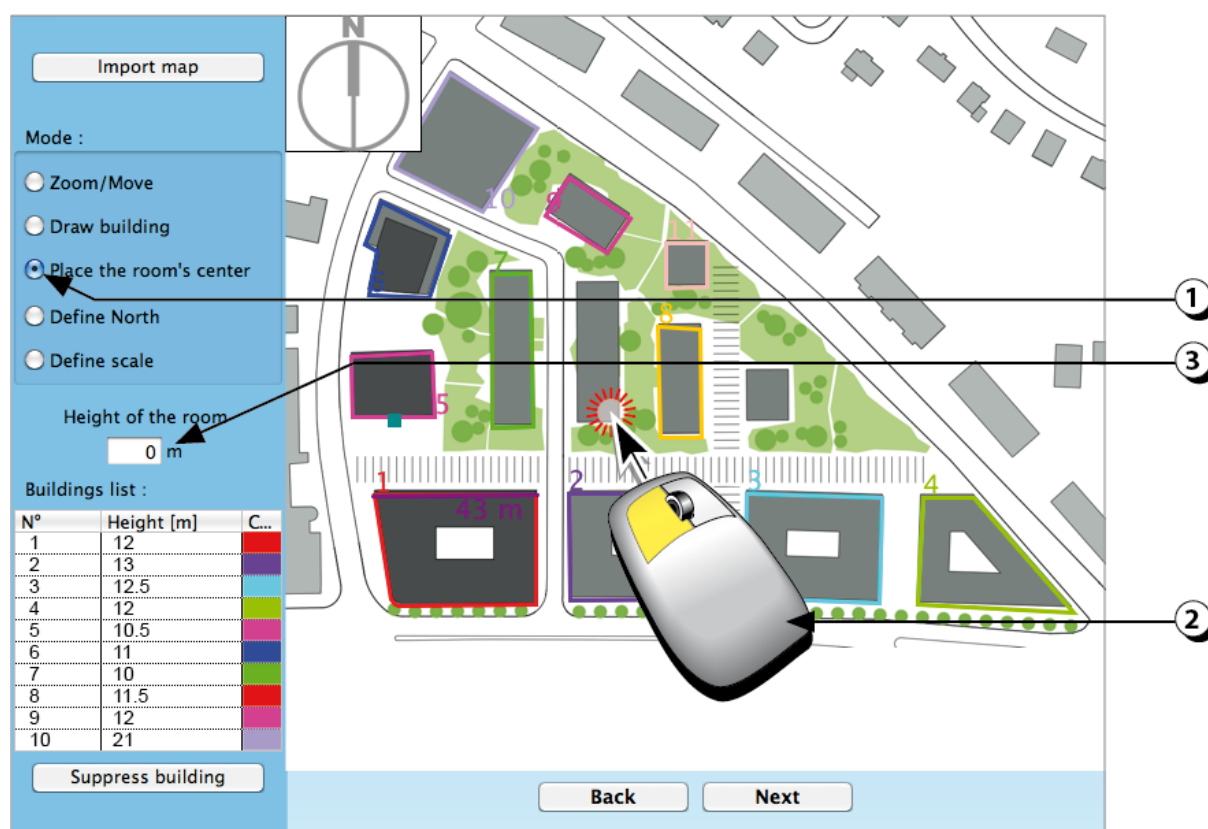 Import map
Mode :
Zoom/Move
Draw building
Place the room's center
Define North
Define scale
Height of the room
0 m
Buildings list :
N° Height [m] C...
1 12
2 13
3 12.5
4 12
5 10.5
6 11
7 10
8 11.5
9 12
10 21
Suppress building
N
10
9
11
6
7
8
5
1
43 m
2
3
4
Back
Next
1
3
2